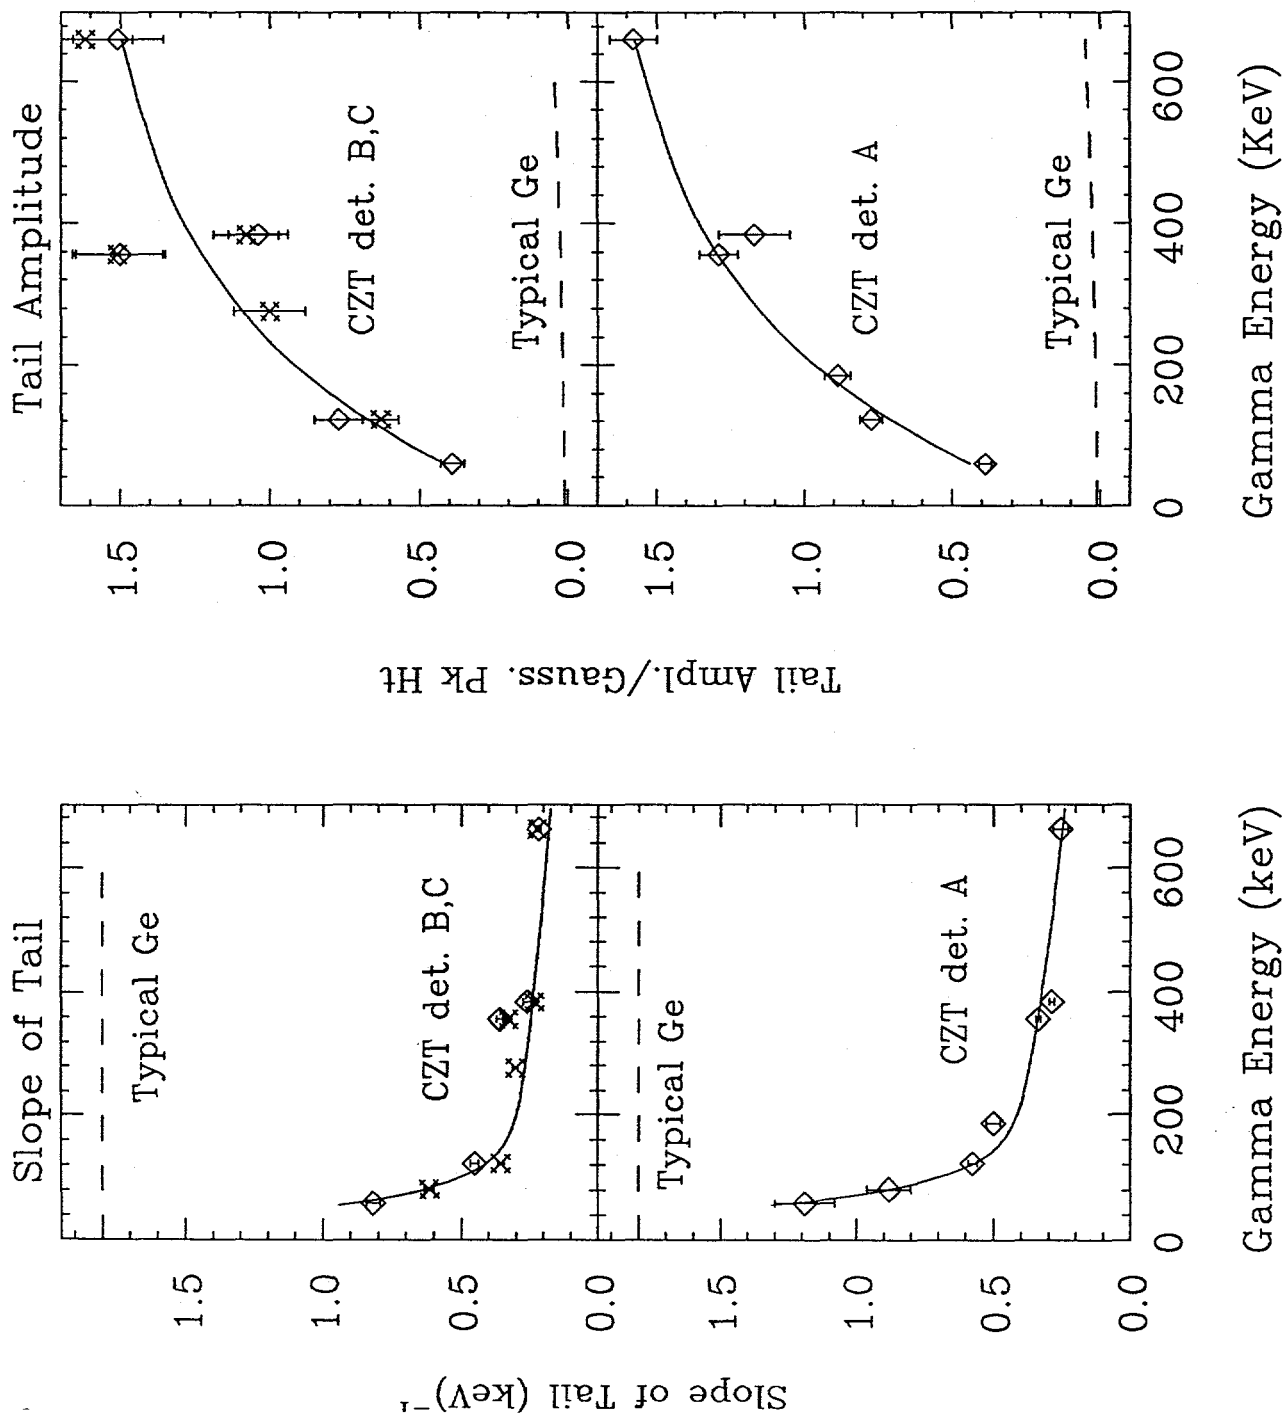 Slope of Tail
Typical Ge
CZT det. B,C
1.5
1.0
0.5
0.0
Typical Ge
CZT det. A
1.5
1.0
0.5
0.0
0 200 400 600
Gamma Energy (keV)
Slope of Tail (keV)⁻¹
Tail Amplitude
CZT det. B,C
Typical Ge
1.5
1.0
0.5
0.0
CZT det. A
Typical Ge
1.5
1.0
0.5
0.0
0 200 400 600
Gamma Energy (KeV)
Tail Ampl./Gauss. Pk Ht